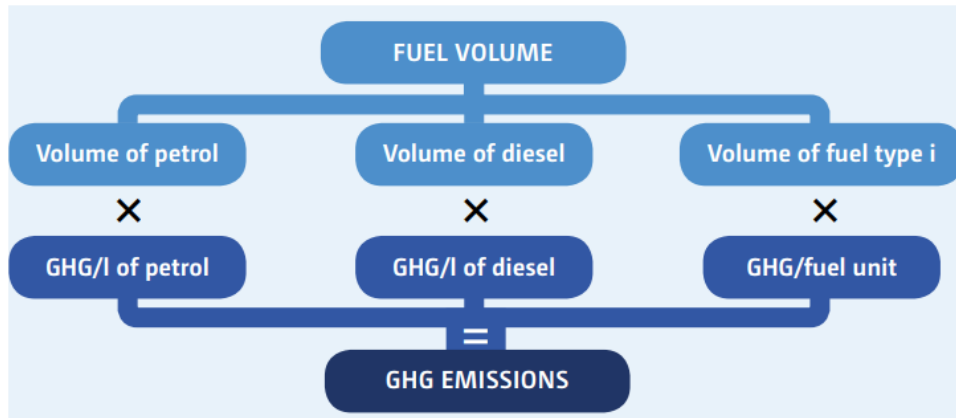 FUEL VOLUME
Volume of petrol
Volume of diesel
Volume of fuel type i
× × ×
GHG/l of petrol
GHG/l of diesel
GHG/fuel unit
=
GHG EMISSIONS